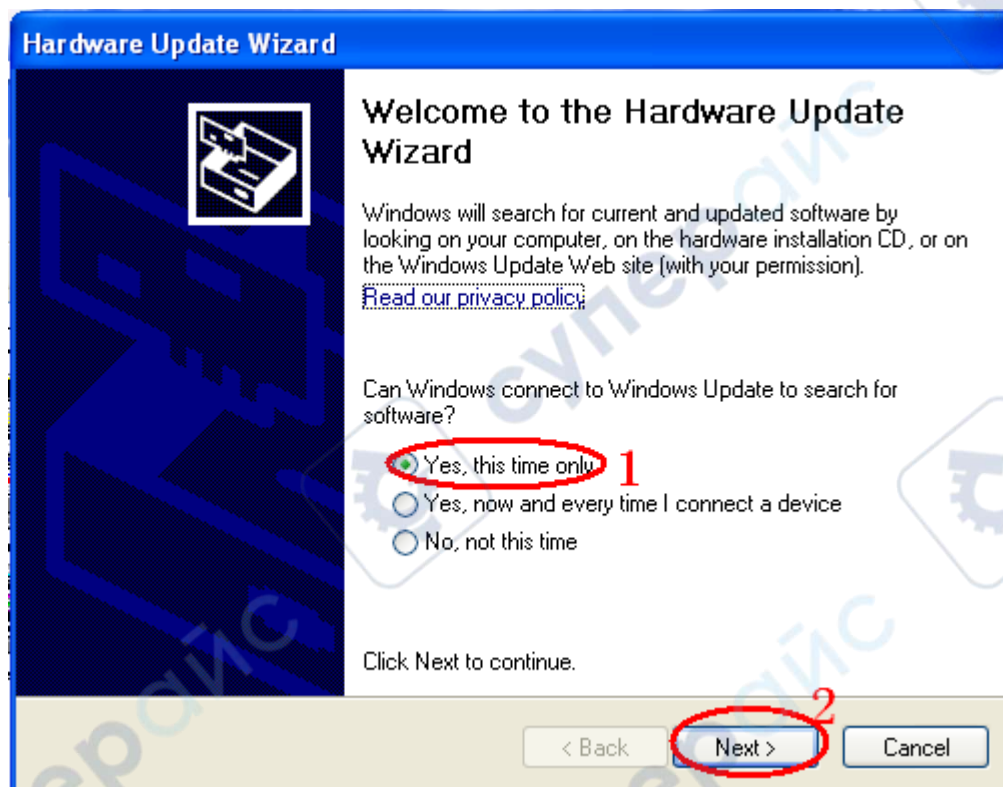 Hardware Update Wizard
Welcome to the Hardware Update
Wizard
Windows will search for current and updated software by
looking on your computer, on the hardware installation CD, or on
the Windows Update Web site (with your permission).
Read our privacy policy
Can Windows connect to Windows Update to search for
software?
Yes, this time only 1
Yes, now and every time I connect a device
No, not this time
Click Next to continue.
2
< Back Next > Cancel
суперайс
ерайс